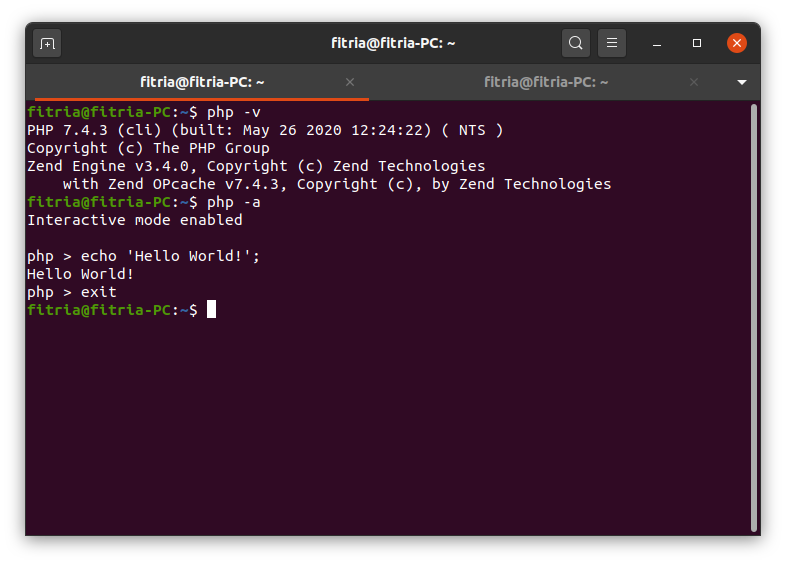 fitria@fitria-PC: ~
fitria@fitria-PC: ~ fitria@fitria-PC: ~
fitria@fitria-PC:~$ php -v
PHP 7.4.3 (cli) (built: May 26 2020 12:24:22) ( NTS )
Copyright (c) The PHP Group
Zend Engine v3.4.0, Copyright (c) Zend Technologies
    with Zend OPcache v7.4.3, Copyright (c), by Zend Technologies
fitria@fitria-PC:~$ php -a
Interactive mode enabled

php > echo 'Hello World!';
Hello World!
php > exit
fitria@fitria-PC:~$